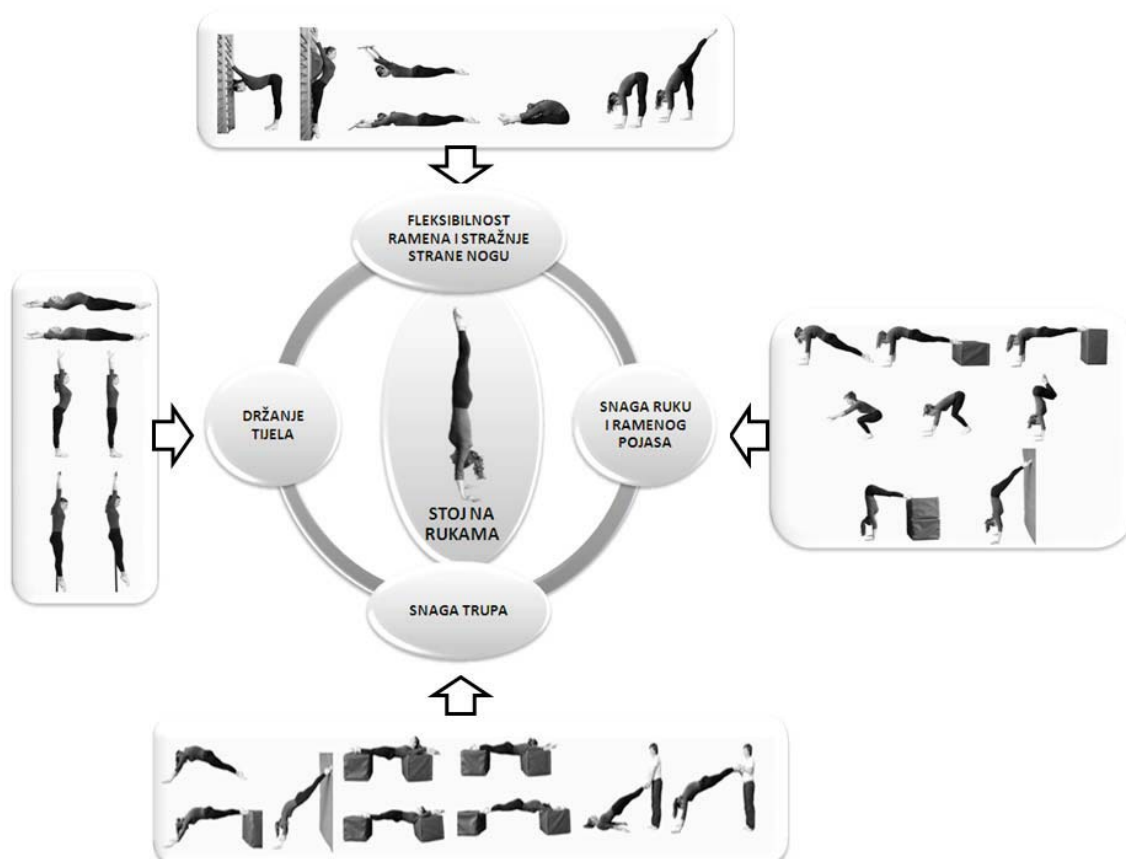 FLEKSIBILNOST
RAMENA I STRAŽNJE
STRANE NOGU
DRŽANJE
TIJELA
SNAGA RUKU
I RAMENOG
POJASA
STOJ NA
RUKAMA
SNAGA TRUPA